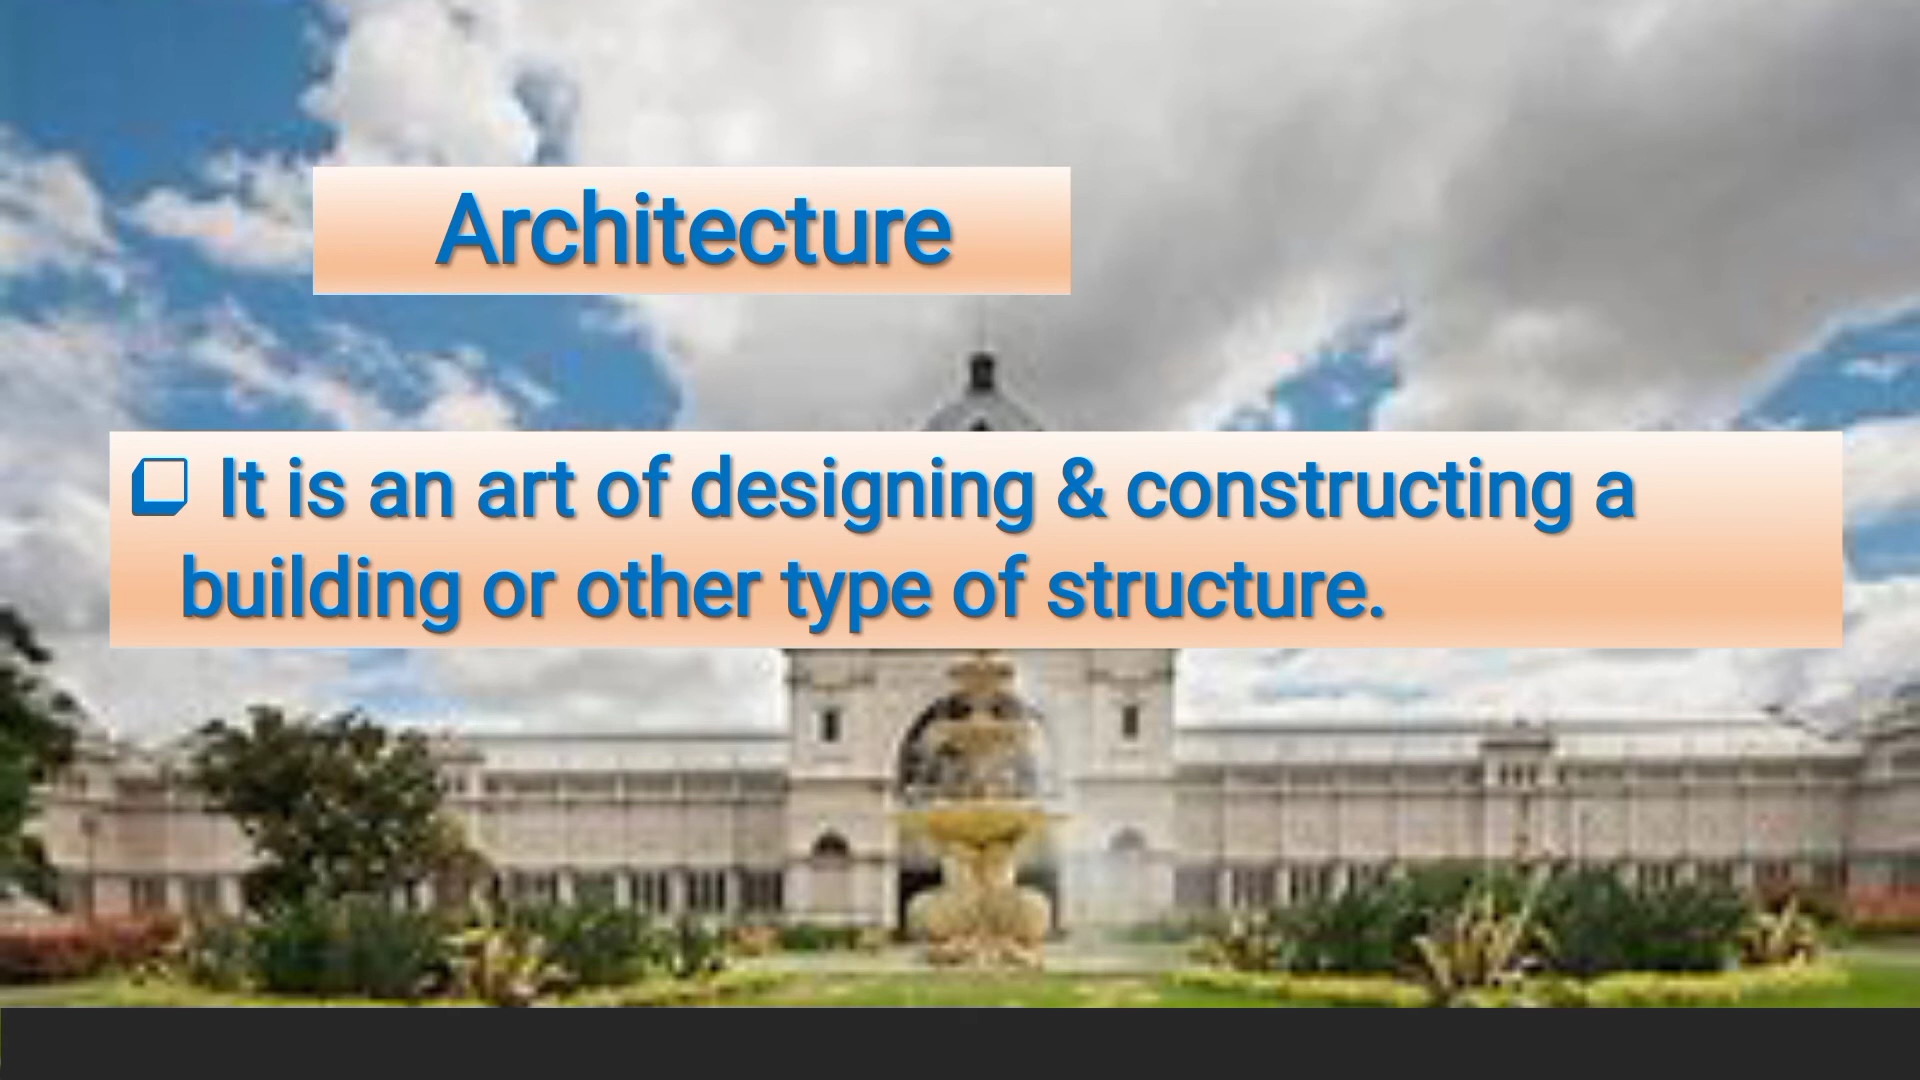 Architecture
❑ It is an art of designing & constructing a
building or other type of structure.